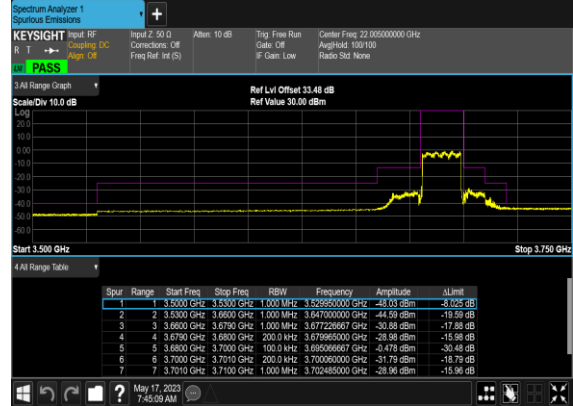 Spectrum Analyzer 1
Spurious Emissions
KEYSIGHT Input: RF Input Z: 50 Ω Atten: 10 dB Trig: Free Run Center Freq: 22.005000000 GHz
R T Coupling: DC Corrections: Off Gate: Off Avg|Hold: 100/100
Align: Off Freq Ref: Int (S) IF Gain: Low Radio Std: None
PASS
3 All Range Graph
Ref Lvl Offset 33.48 dB
Scale/Div 10.0 dB Ref Value 30.00 dBm
Log
20.0
10.0
0.00
-10.0
-20.0
-30.0
-40.0
-50.0
-60.0
Start 3.500 GHz Stop 3.750 GHz
4 All Range Table
Spur Range Start Freq Stop Freq RBW Frequency Amplitude ΔLimit
1 1 3.5000 GHz 3.5300 GHz 1.000 MHz 3.529950000 GHz -48.03 dBm -8.025 dB
2 2 3.5300 GHz 3.6600 GHz 1.000 MHz 3.647000000 GHz -44.59 dBm -19.59 dB
3 3 3.6600 GHz 3.6790 GHz 1.000 MHz 3.677226667 GHz -30.88 dBm -17.88 dB
4 4 3.6790 GHz 3.6800 GHz 200.0 kHz 3.679965000 GHz -28.98 dBm -15.98 dB
5 5 3.6800 GHz 3.7000 GHz 100.0 kHz 3.695066667 GHz -0.478 dBm -30.48 dB
6 6 3.7000 GHz 3.7010 GHz 200.0 kHz 3.700060000 GHz -31.79 dBm -18.79 dB
7 7 3.7010 GHz 3.7100 GHz 1.000 MHz 3.702485000 GHz -28.96 dBm -15.96 dB
May 17, 2023
7:45:09 AM